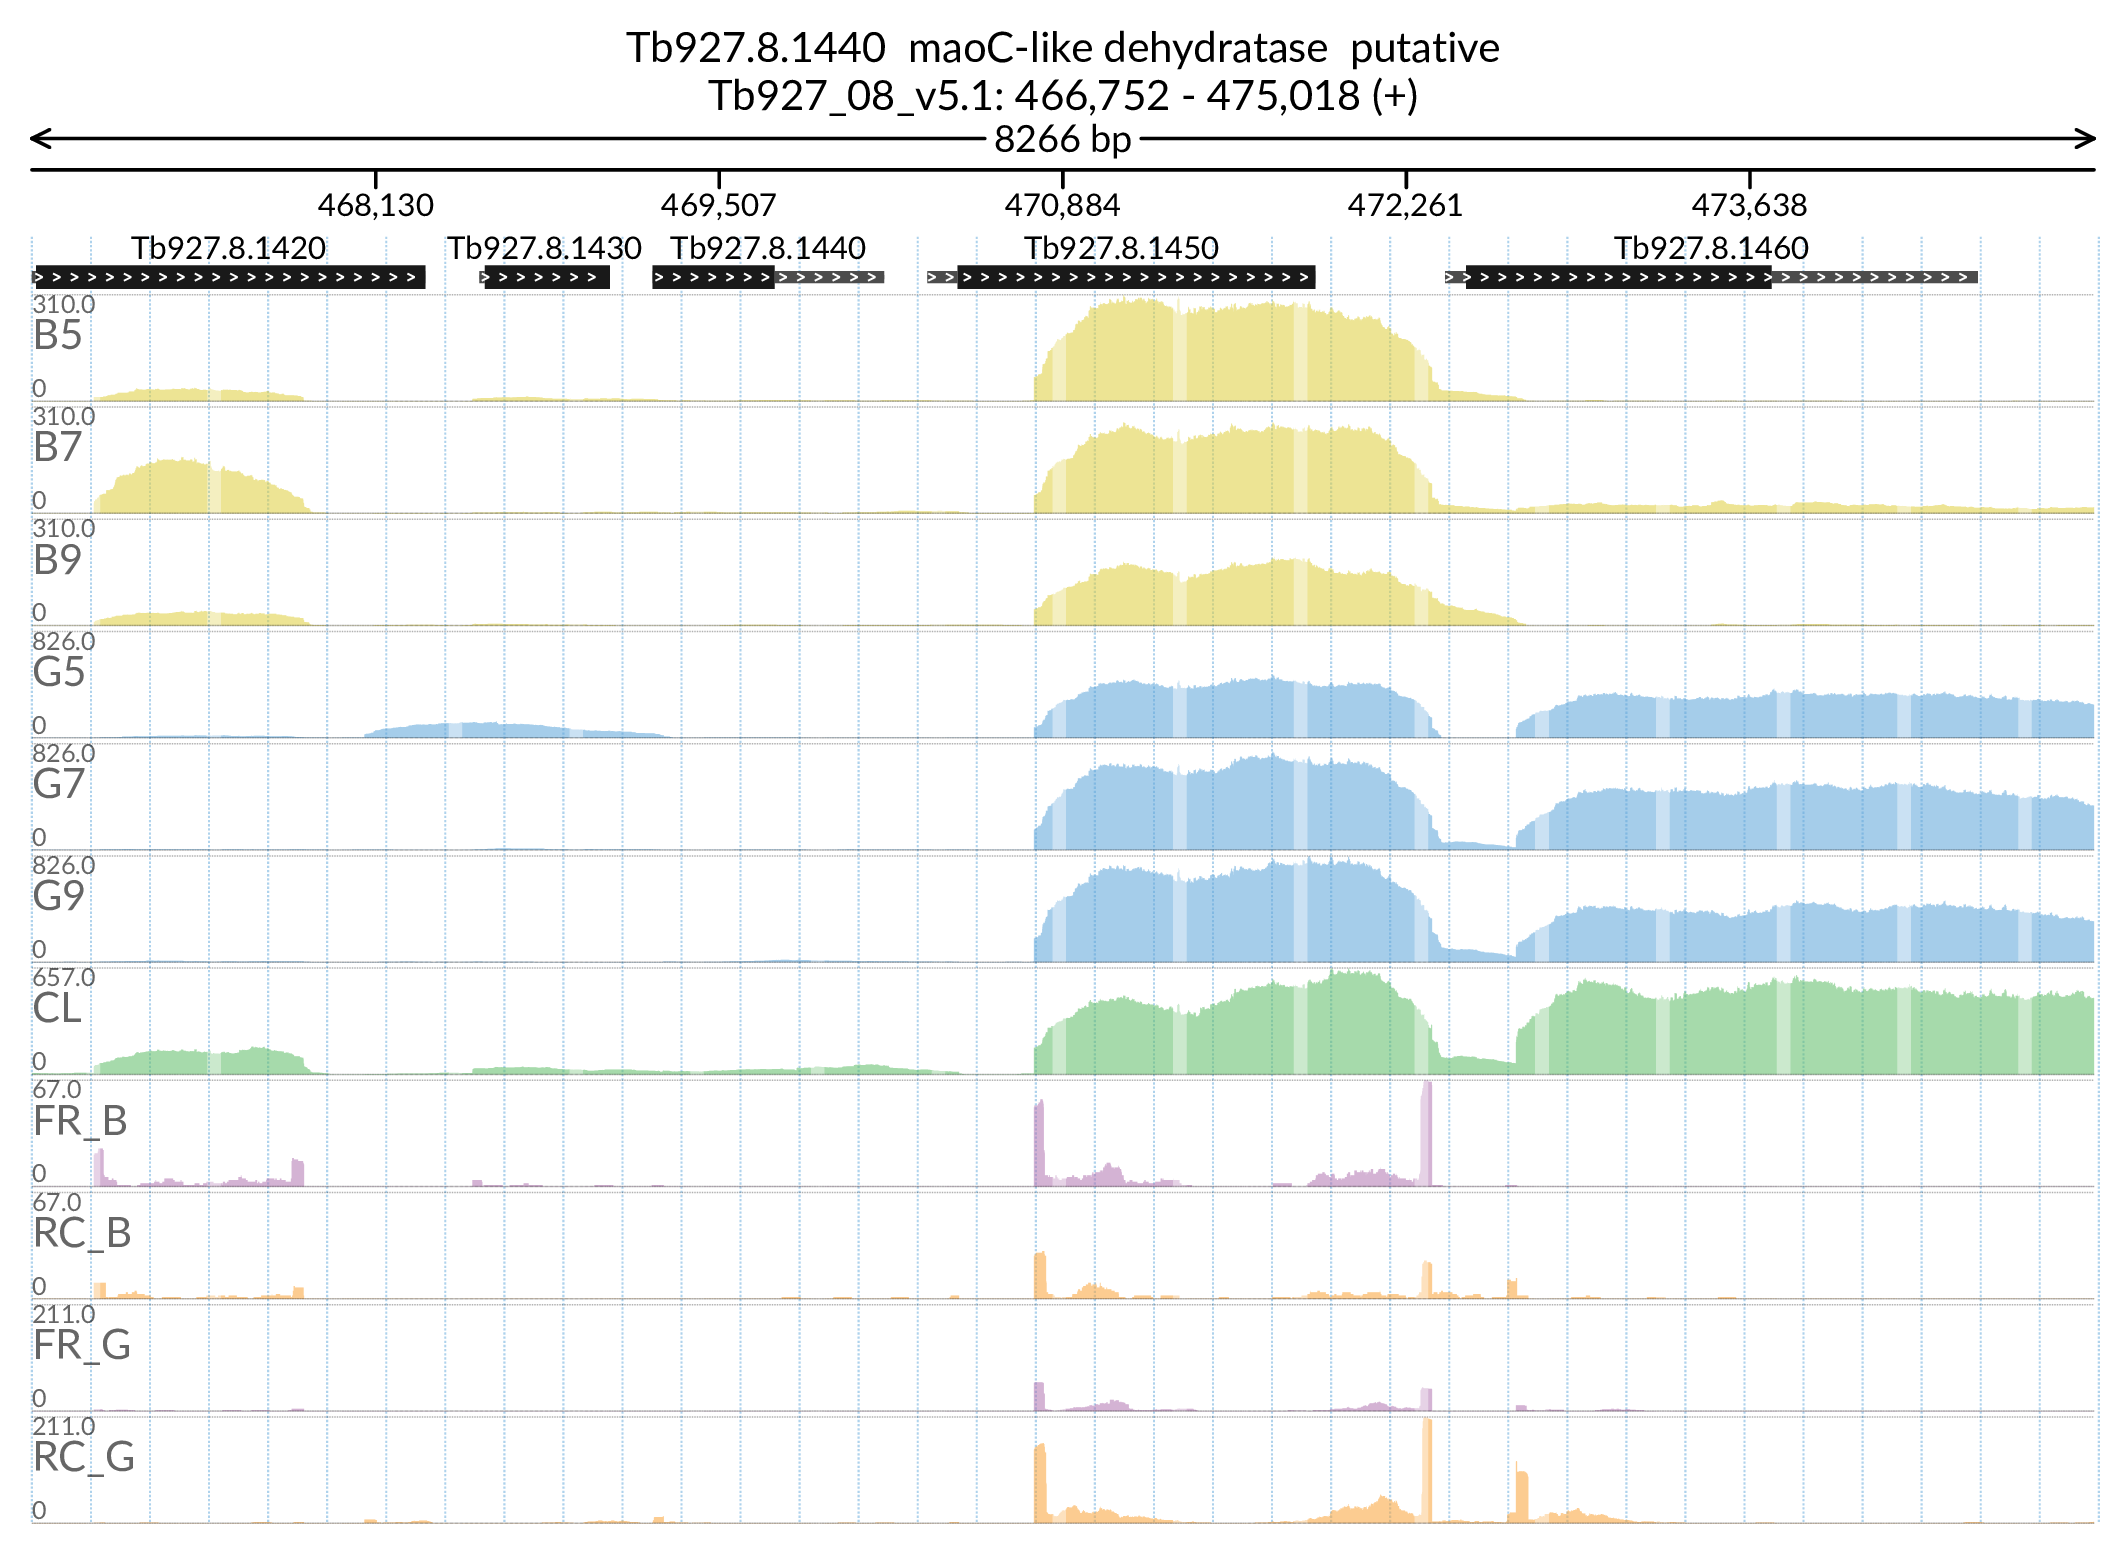 Tb927.8.1440 maoC-like dehydratase putative
Tb927_08_v5.1: 466,752 - 475,018 (+)
8266 bp
468,130 469,507 470,884 472,261 473,638
Tb927.8.1420 Tb927.8.1430 Tb927.8.1440 Tb927.8.1450 Tb927.8.1460
310.0
B5
0
310.0
B7
0
310.0
B9
0
826.0
G5
0
826.0
G7
0
826.0
G9
0
657.0
CL
0
67.0
FR_B
0
67.0
RC_B
0
211.0
FR_G
0
211.0
RC_G
0